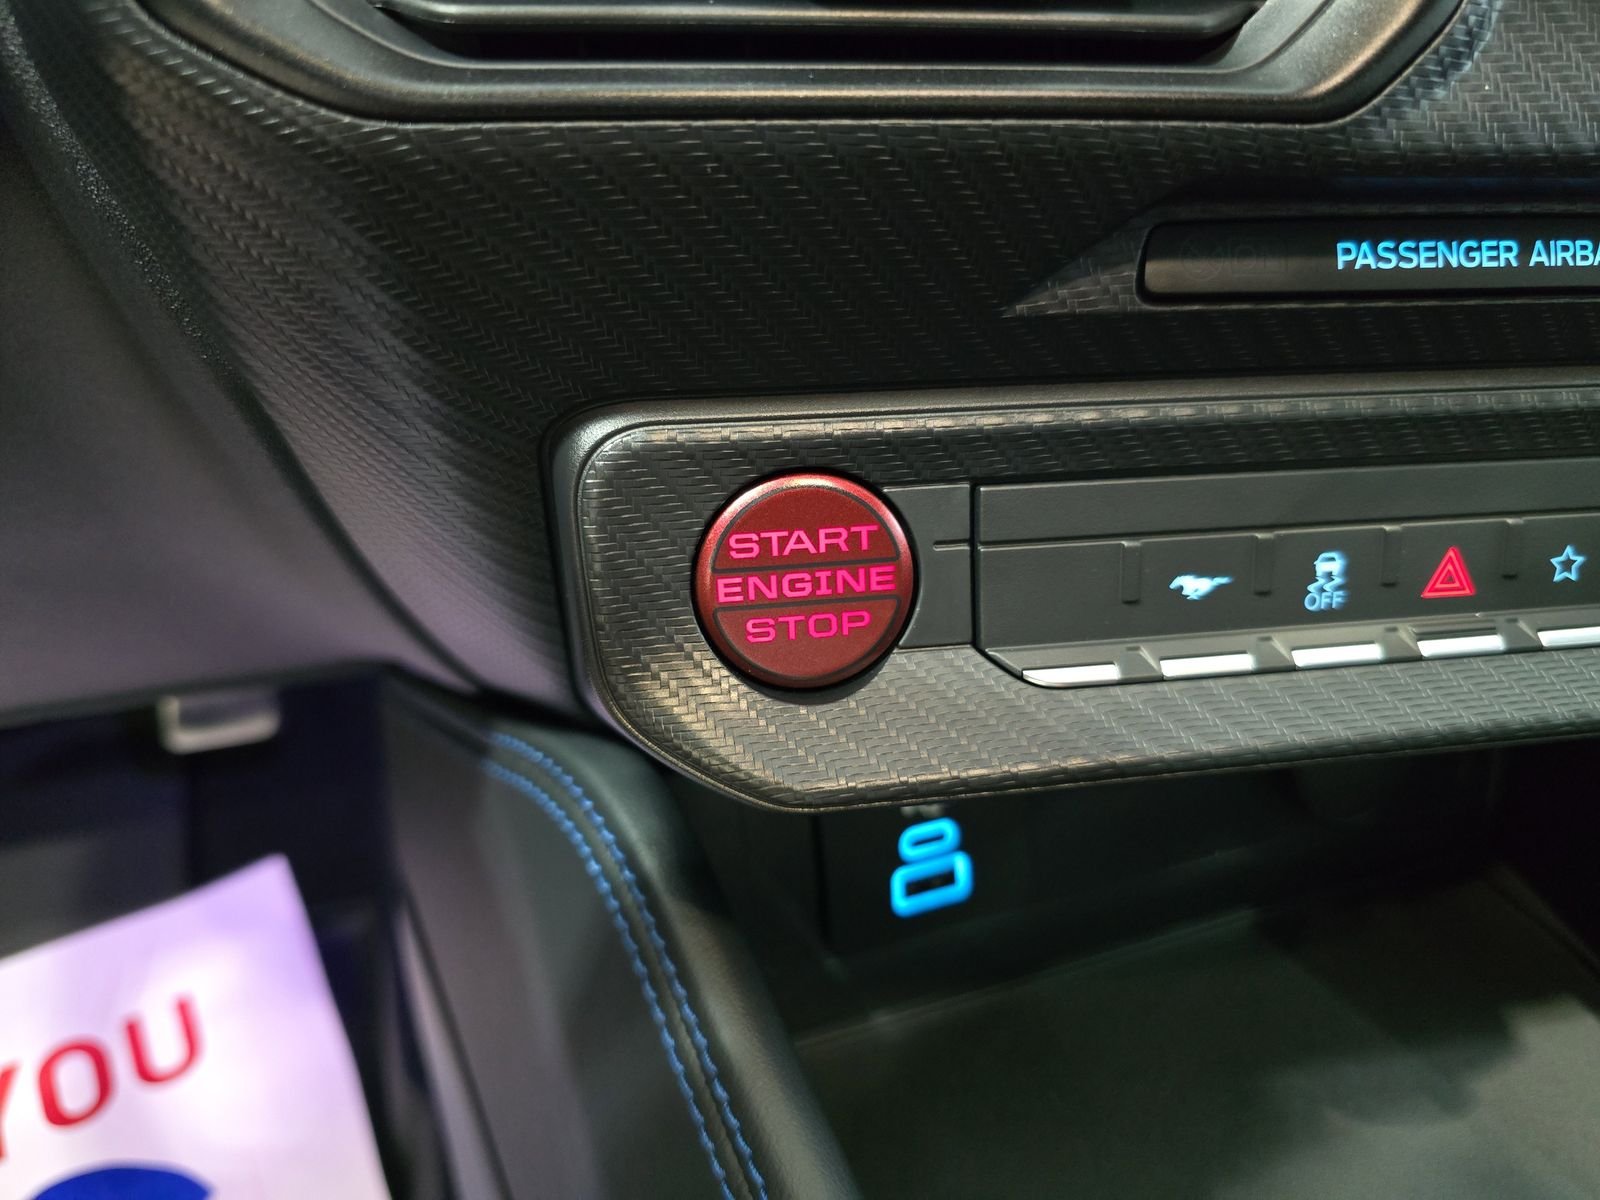 PASSENGER AIRBA
START
ENGINE
STOP
OFF
YOU